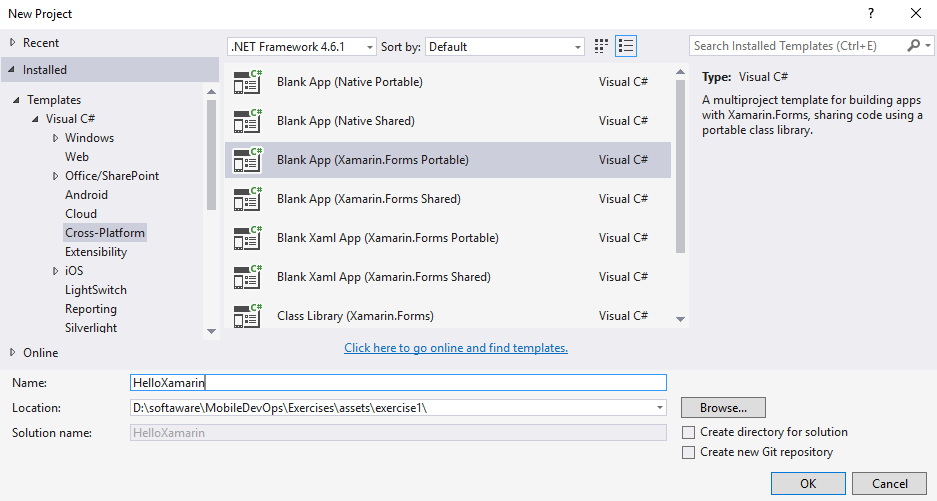 New Project
?
Recent
.NET Framework 4.6.1
Sort by:
Default
Search Installed Templates (Ctrl+E)
Installed
Templates
Visual C#
Windows
Web
Office/SharePoint
Android
Cloud
Cross-Platform
Extensibility
iOS
LightSwitch
Reporting
Silverlight
Online
C# Blank App (Native Portable) Visual C#
C# Blank App (Native Shared) Visual C#
C# Blank App (Xamarin.Forms Portable) Visual C#
C# Blank App (Xamarin.Forms Shared) Visual C#
C# Blank Xaml App (Xamarin.Forms Portable) Visual C#
C# Blank Xaml App (Xamarin.Forms Shared) Visual C#
C# Class Library (Xamarin.Forms) Visual C#
Click here to go online and find templates.
Type: Visual C#
A multiproject template for building apps
with Xamarin.Forms, sharing code using a
portable class library.
Name:
HelloXamarin
Location:
D:\softaware\MobileDevOps\Exercises\assets\exercise1\
Browse...
Solution name:
HelloXamarin
Create directory for solution
Create new Git repository
OK
Cancel